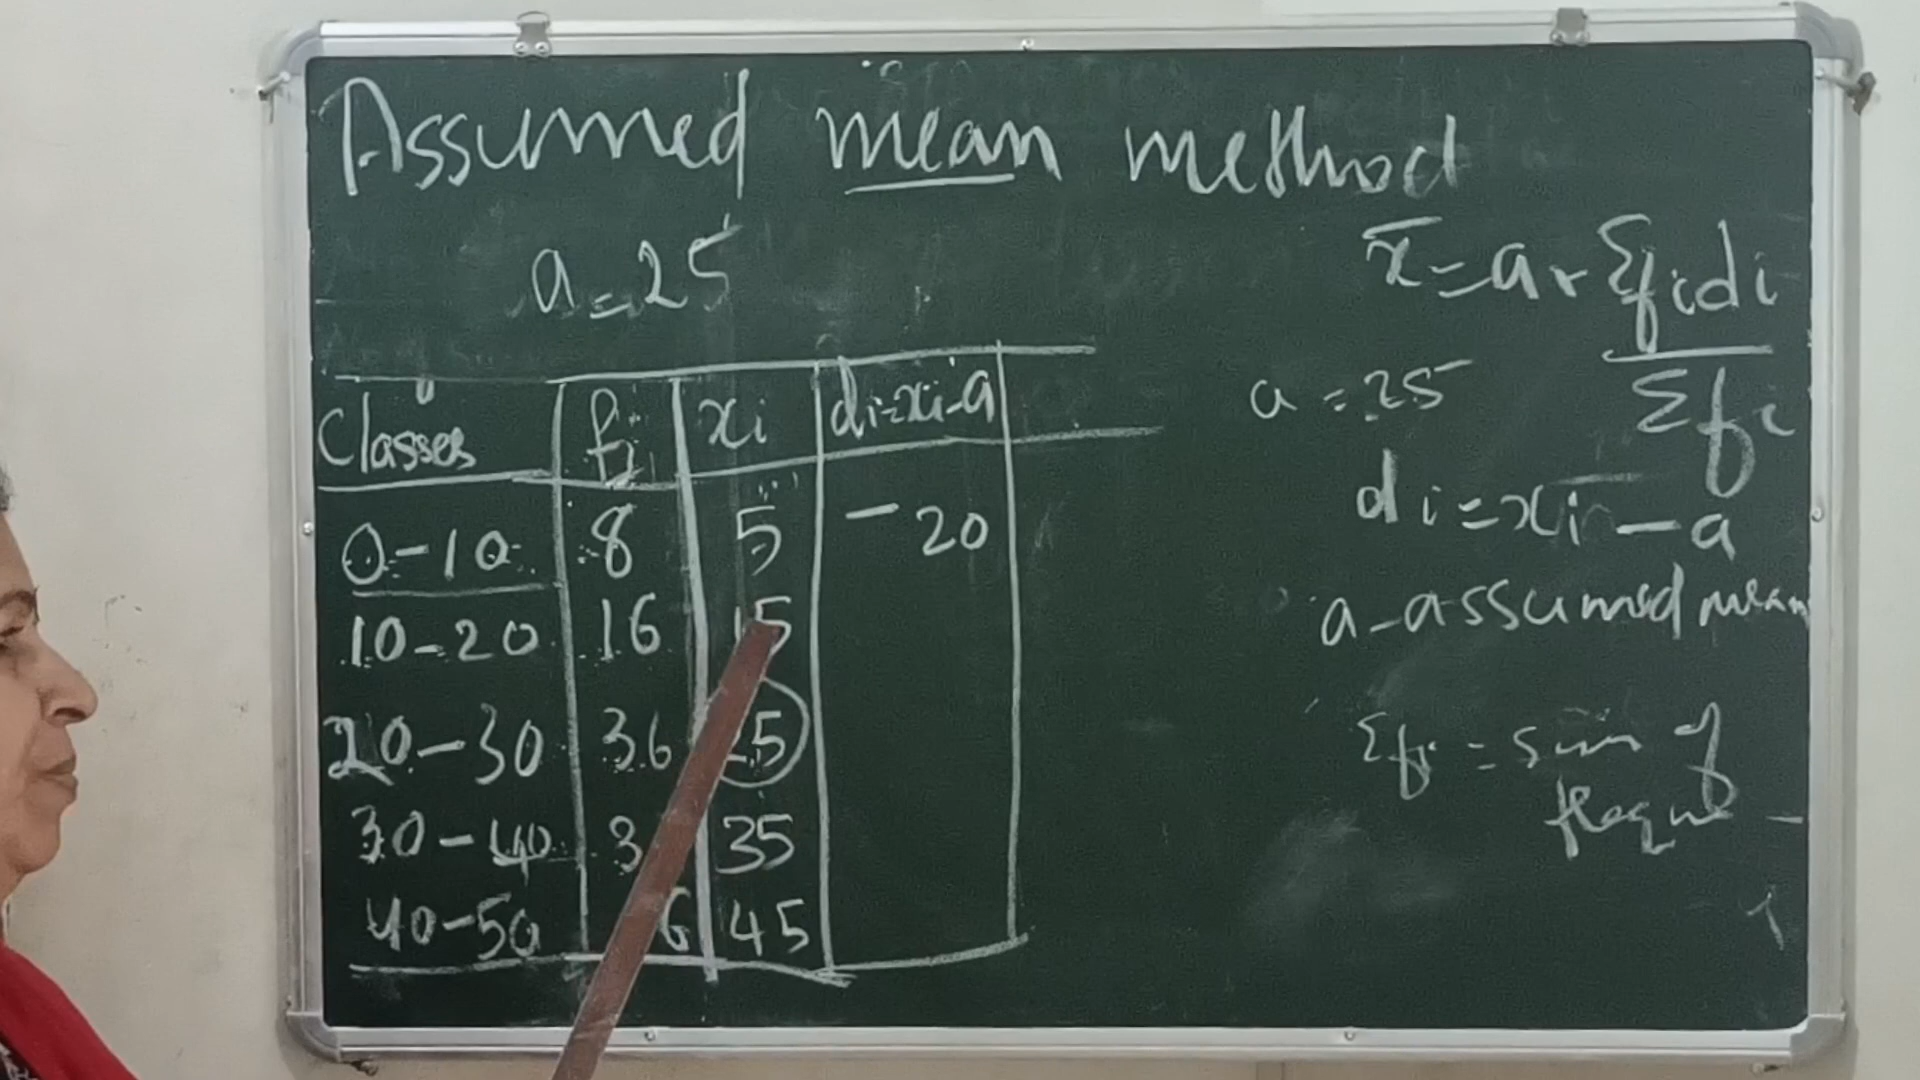 Assumed mean method
a = 25
x̄ = a + Σfidi
Σfi
a = 25
di = xi - a
a - assumed mean
Σfi = sum of
Classes fi xi di=xi-a
0-10 8 5 -20
10-20 16 15
20-30 36 25
30-40 3 35
40-50 6 45